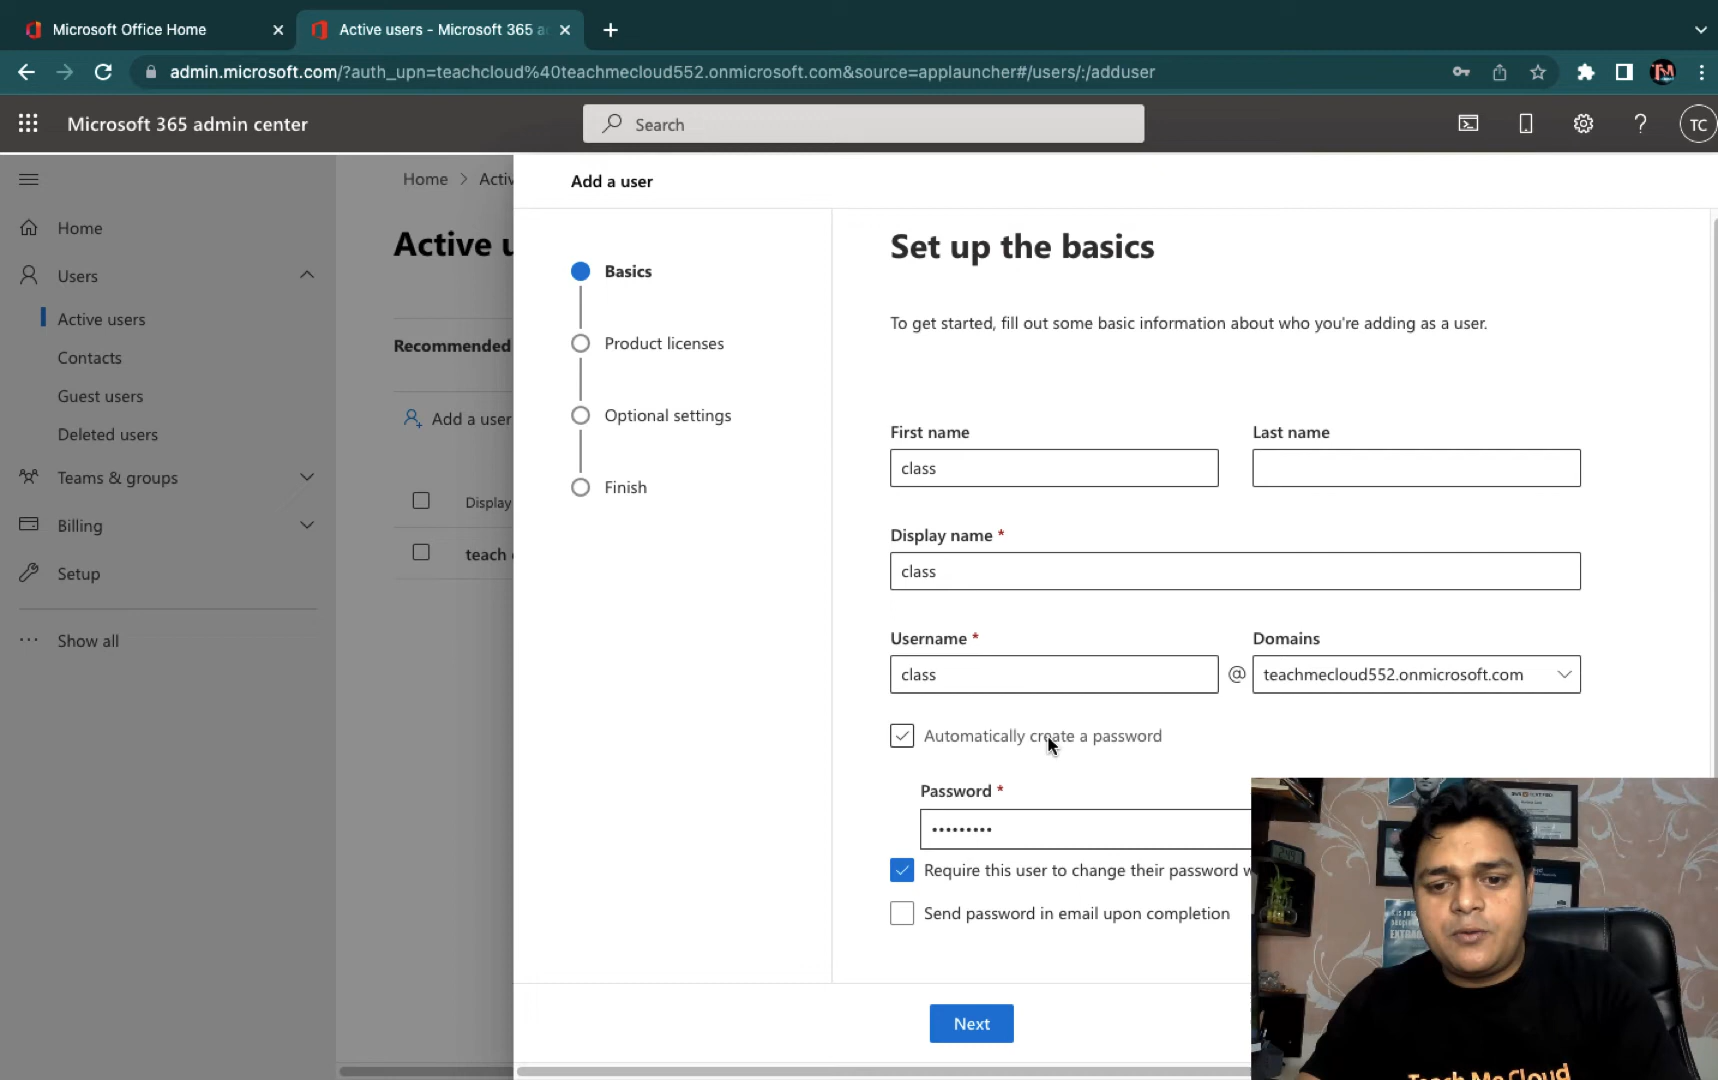 Microsoft Office Home
Active users - Microsoft 365 a
admin.microsoft.com/?auth_upn=teachcloud%40teachmecloud552.onmicrosoft.com&source=applauncher#/users/:/adduser
TM
Microsoft 365 admin center
Search
TC
Home
Users
Active users
Contacts
Guest users
Deleted users
Teams & groups
Billing
Setup
Show all
Home > Activ
Active u
Recommended
Add a user
Display
teach
Add a user
Basics
Product licenses
Optional settings
Finish
Set up the basics
To get started, fill out some basic information about who you're adding as a user.
First name
Last name
class
Display name *
class
Username *
Domains
class @ teachmecloud552.onmicrosoft.com
Automatically create a password
Password *
Require this user to change their password w
Send password in email upon completion
Next
Teach Me Cloud